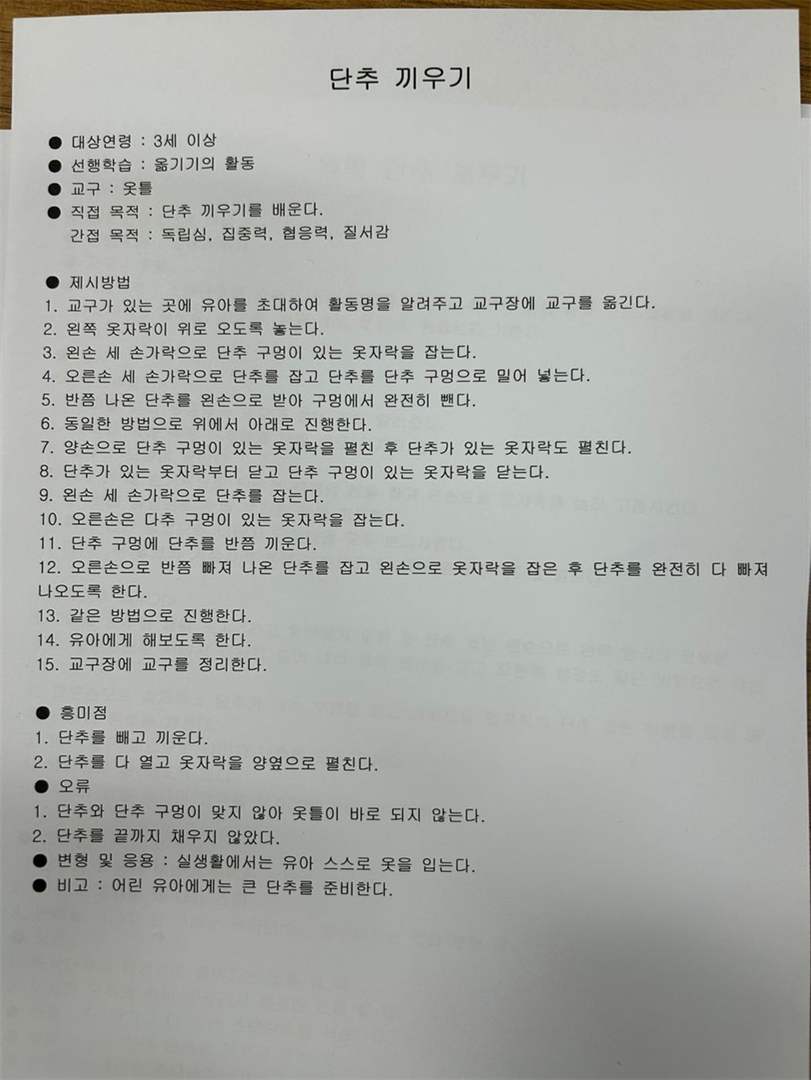 단추 끼우기
● 대상연령 : 3세 이상
● 선행학습 : 옮기기의 활동
● 교구 : 옷틀
● 직접 목적 : 단추 끼우기를 배운다.
간접 목적 : 독립심, 집중력, 협응력, 질서감
● 제시방법
1. 교구가 있는 곳에 유아를 초대하여 활동명을 알려주고 교구장에 교구를 옮긴다.
2. 왼쪽 옷자락이 위로 오도록 놓는다.
3. 왼손 세 손가락으로 단추 구멍이 있는 옷자락을 잡는다.
4. 오른손 세 손가락으로 단추를 잡고 단추를 단추 구멍으로 밀어 넣는다.
5. 반쯤 나온 단추를 왼손으로 받아 구멍에서 완전히 뺀다.
6. 동일한 방법으로 위에서 아래로 진행한다.
7. 양손으로 단추 구멍이 있는 옷자락을 펼친 후 단추가 있는 옷자락도 펼친다.
8. 단추가 있는 옷자락부터 닫고 단추 구멍이 있는 옷자락을 닫는다.
9. 왼손 세 손가락으로 단추를 잡는다.
10. 오른손은 다추 구멍이 있는 옷자락을 잡는다.
11. 단추 구멍에 단추를 반쯤 끼운다.
12. 오른손으로 반쯤 빠져 나온 단추를 잡고 왼손으로 옷자락을 잡은 후 단추를 완전히 다 빠져
나오도록 한다.
13. 같은 방법으로 진행한다.
14. 유아에게 해보도록 한다.
15. 교구장에 교구를 정리한다.
● 흥미점
1. 단추를 빼고 끼운다.
2. 단추를 다 열고 옷자락을 양옆으로 펼친다.
● 오류
1. 단추와 단추 구멍이 맞지 않아 옷틀이 바로 되지 않는다.
2. 단추를 끝까지 채우지 않았다.
● 변형 및 응용 : 실생활에서는 유아 스스로 옷을 입는다.
● 비고 : 어린 유아에게는 큰 단추를 준비한다.